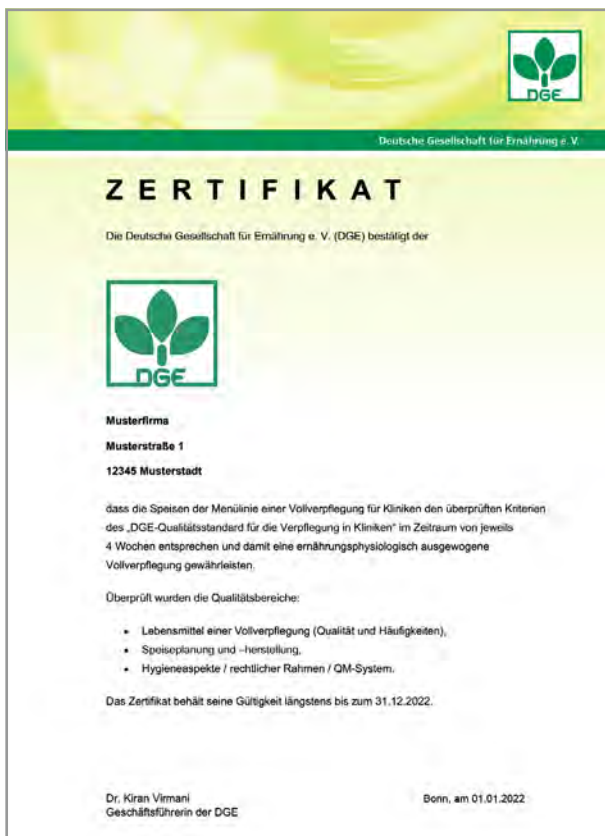 DGE
Deutsche Gesellschaft für Ernährung e. V.
ZERTIFIKAT
Die Deutsche Gesellschaft für Ernährung e. V. (DGE) bestätigt der
DGE
Musterfirma
Musterstraße 1
12345 Musterstadt
dass die Speisen der Menülinie einer Vollverpflegung für Kliniken den überprüften Kriterien
des „DGE-Qualitätsstandard für die Verpflegung in Kliniken“ im Zeitraum von jeweils
4 Wochen entsprechen und damit eine ernährungsphysiologisch ausgewogene
Vollverpflegung gewährleisten.
Überprüft wurden die Qualitätsbereiche:
• Lebensmittel einer Vollverpflegung (Qualität und Häufigkeiten),
• Speiseplanung und –herstellung,
• Hygieneaspekte / rechtlicher Rahmen / QM-System.
Das Zertifikat behält seine Gültigkeit längstens bis zum 31.12.2022.
Dr. Kiran Virmani
Geschäftsführerin der DGE
Bonn, am 01.01.2022